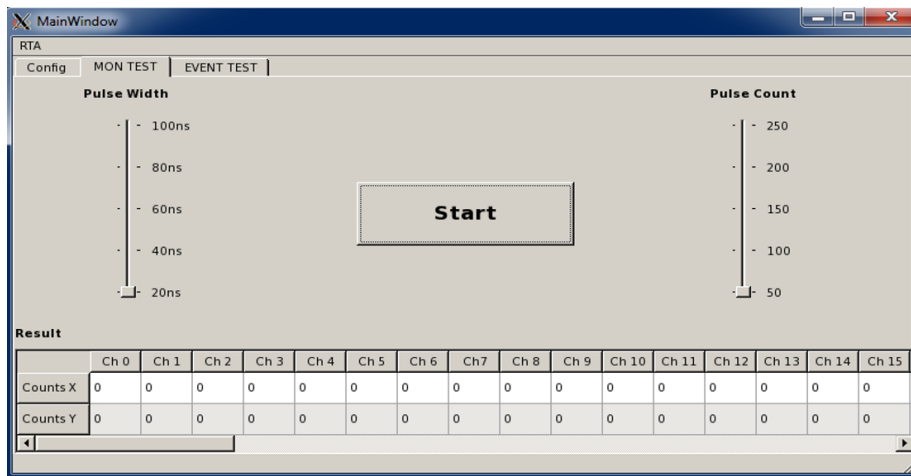 MainWindow
RTA
Config MON TEST EVENT TEST
Pulse Width Pulse Count
100ns 250
80ns 200
60ns 150
Start
40ns 100
20ns 50
Result
Ch 0 Ch 1 Ch 2 Ch 3 Ch 4 Ch 5 Ch 6 Ch7 Ch 8 Ch 9 Ch 10 Ch 11 Ch 12 Ch 13 Ch 14 Ch 15
Counts X 0 0 0 0 0 0 0 0 0 0 0 0 0 0 0 0
Counts Y 0 0 0 0 0 0 0 0 0 0 0 0 0 0 0 0